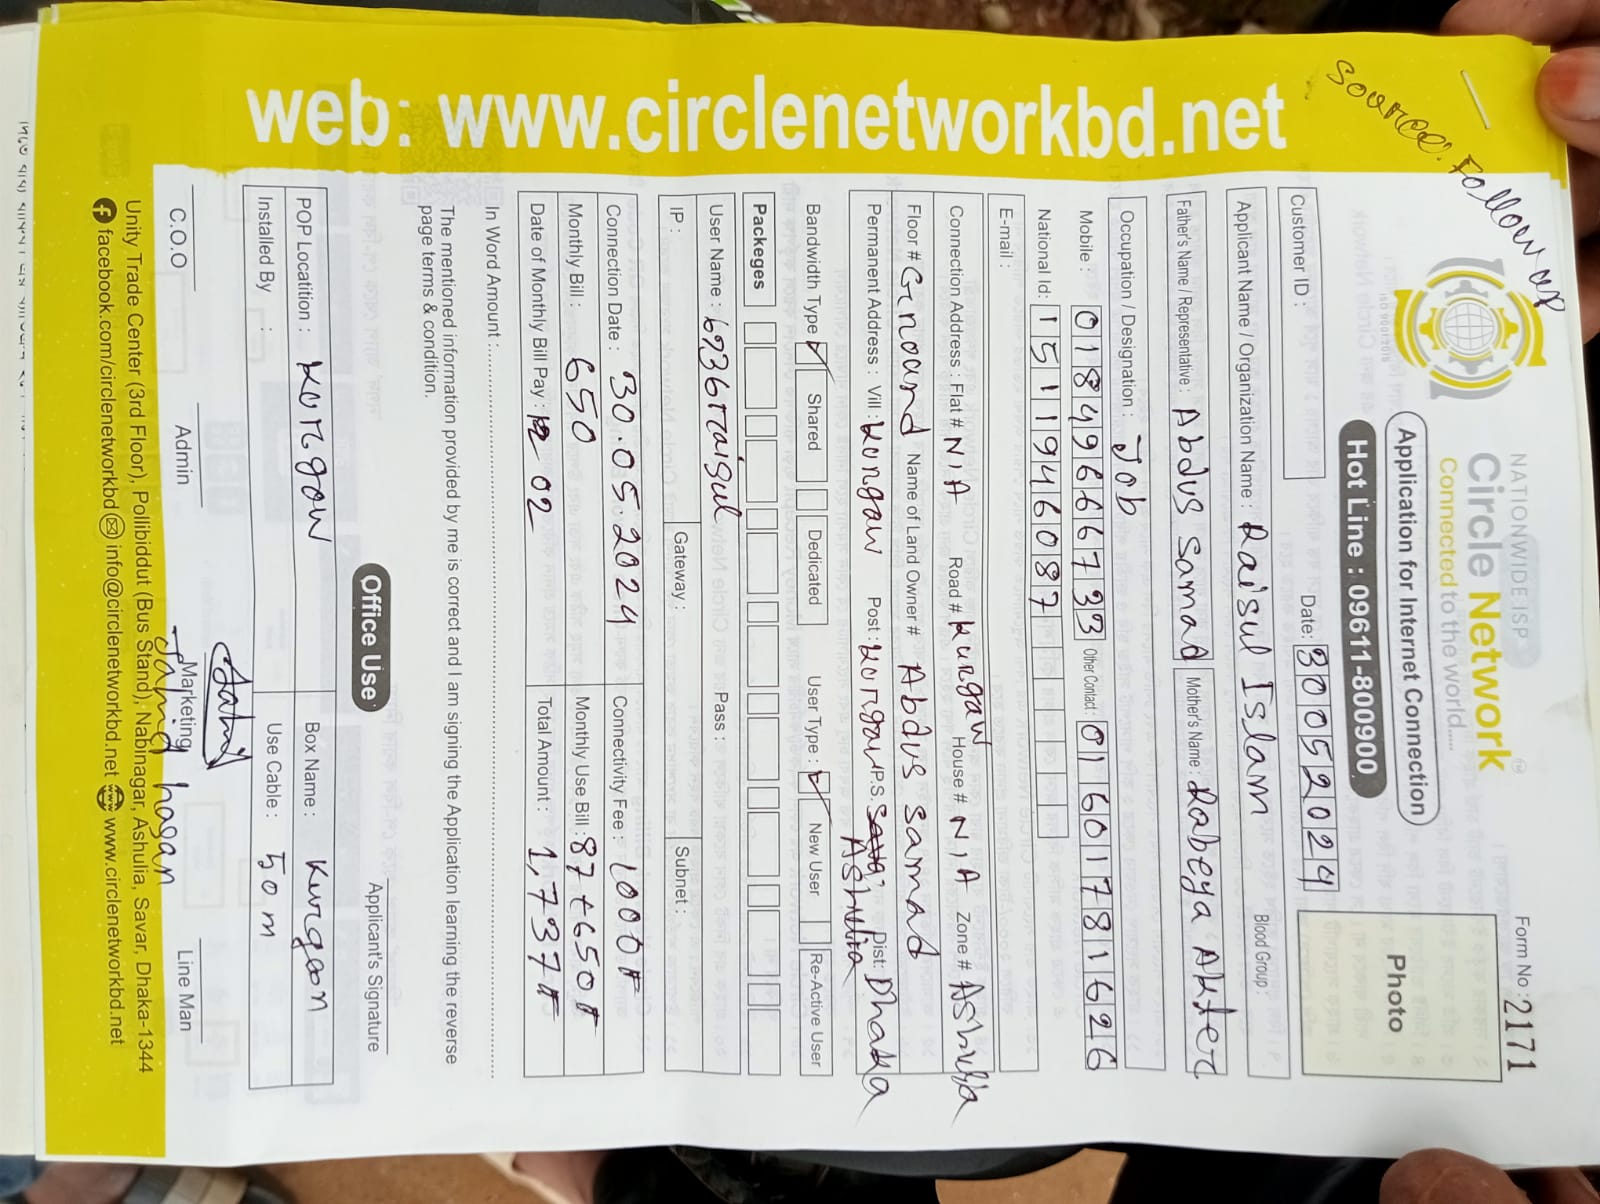 Source: Follow up
web: www.circlenetworkbd.net
NATIONWIDE ISP
Circle Network
Connected to the world.....
Form No : 2171
Application for Internet Connection
Hot Line : 09611-800900
Photo
Customer ID :
Date: 30052024
Applicant Name / Organization Name : Raisul Islam
Blood Group :
Father's Name / Representative : Abdus Samad Mother's Name : Rabeya Akter
Occupation / Designation : Job
Mobile : 01849666733 Other Contact : 01601781626
National Id: 1511946087
E-mail :
Connection Address : Flat # N/A Road # Kurgaw House # N/A Zone # Ashulia
Floor # Ground Name of Land Owner # Abdus Samad
Permanent Address : Vill : Korgaw Post : Korgaw P.S. Ashulia Dist: Dhaka
Bandwidth Type : Shared Dedicated User Type : New User Re-Active User
Packeges
User Name : 6936raisul Pass :
IP : Gateway : Subnet :
Connection Date : 30.05.2024 Connectivity Fee : 1000৳
Monthly Bill : 650 Monthly Use Bill : 87+650৳
Date of Monthly Bill Pay : 02 Total Amount : 1,737৳
In Word Amount :
The mentioned information provided by me is correct and I am signing the Application learning the reverse
page terms & condition.
Applicant's Signature
Office Use
POP Locatition : Korgaw Box Name : Kurgaon
Installed By : Use Cable : 50 m
C.O.O Admin Marketing Line Man
hasan
Unity Trade Center (3rd Floor), Pollibiddut (Bus Stand), Nabinagar, Ashulia, Savar, Dhaka-1344
facebook.com/circlenetworkbd info@circlenetworkbd.net www.circlenetworkbd.net